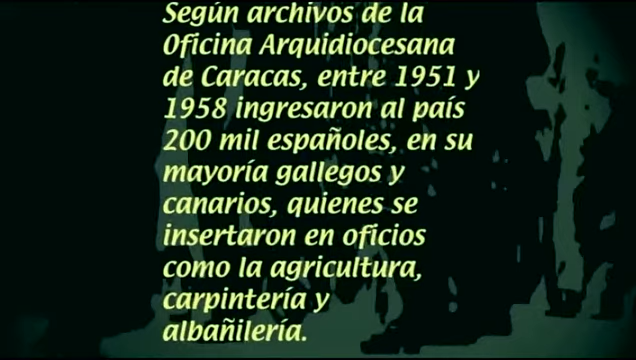 Según archivos de la
Oficina Arquidiocesana
de Caracas, entre 1951 y
1958 ingresaron al país
200 mil españoles, en su
mayoría gallegos y
canarios, quienes se
insertaron en oficios
como la agricultura,
carpintería y
albañilería.